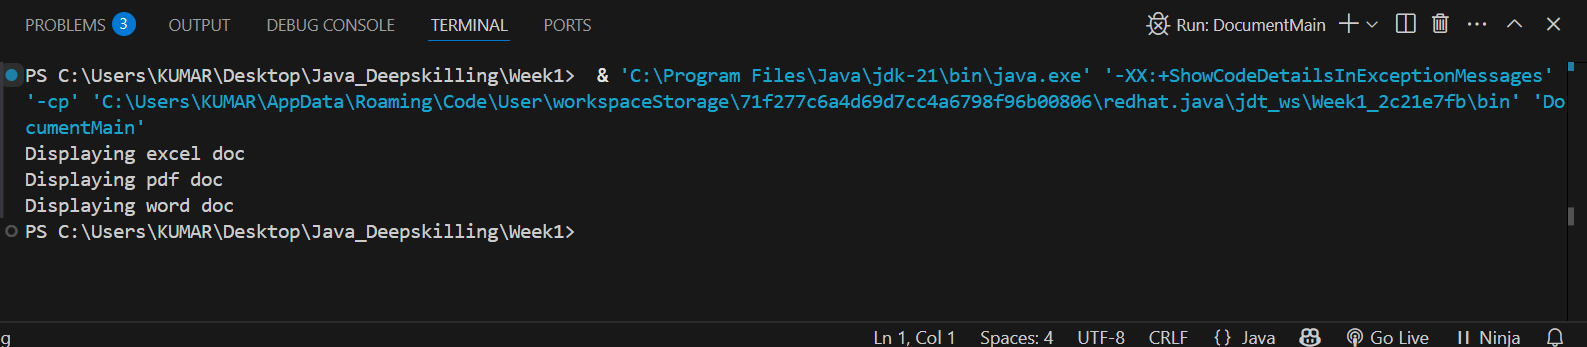 PROBLEMS 3 OUTPUT DEBUG CONSOLE TERMINAL PORTS Run: DocumentMain
PS C:\Users\KUMAR\Desktop\Java_Deepskilling\Week1>  & 'C:\Program Files\Java\jdk-21\bin\java.exe' '-XX:+ShowCodeDetailsInExceptionMessages'
'-cp' 'C:\Users\KUMAR\AppData\Roaming\Code\User\workspaceStorage\71f277c6a4d69d7cc4a6798f96b00806\redhat.java\jdt_ws\Week1_2c21e7fb\bin' 'Do
cumentMain'
Displaying excel doc
Displaying pdf doc
Displaying word doc
PS C:\Users\KUMAR\Desktop\Java_Deepskilling\Week1>
g Ln 1, Col 1 Spaces: 4 UTF-8 CRLF {} Java Go Live Ninja